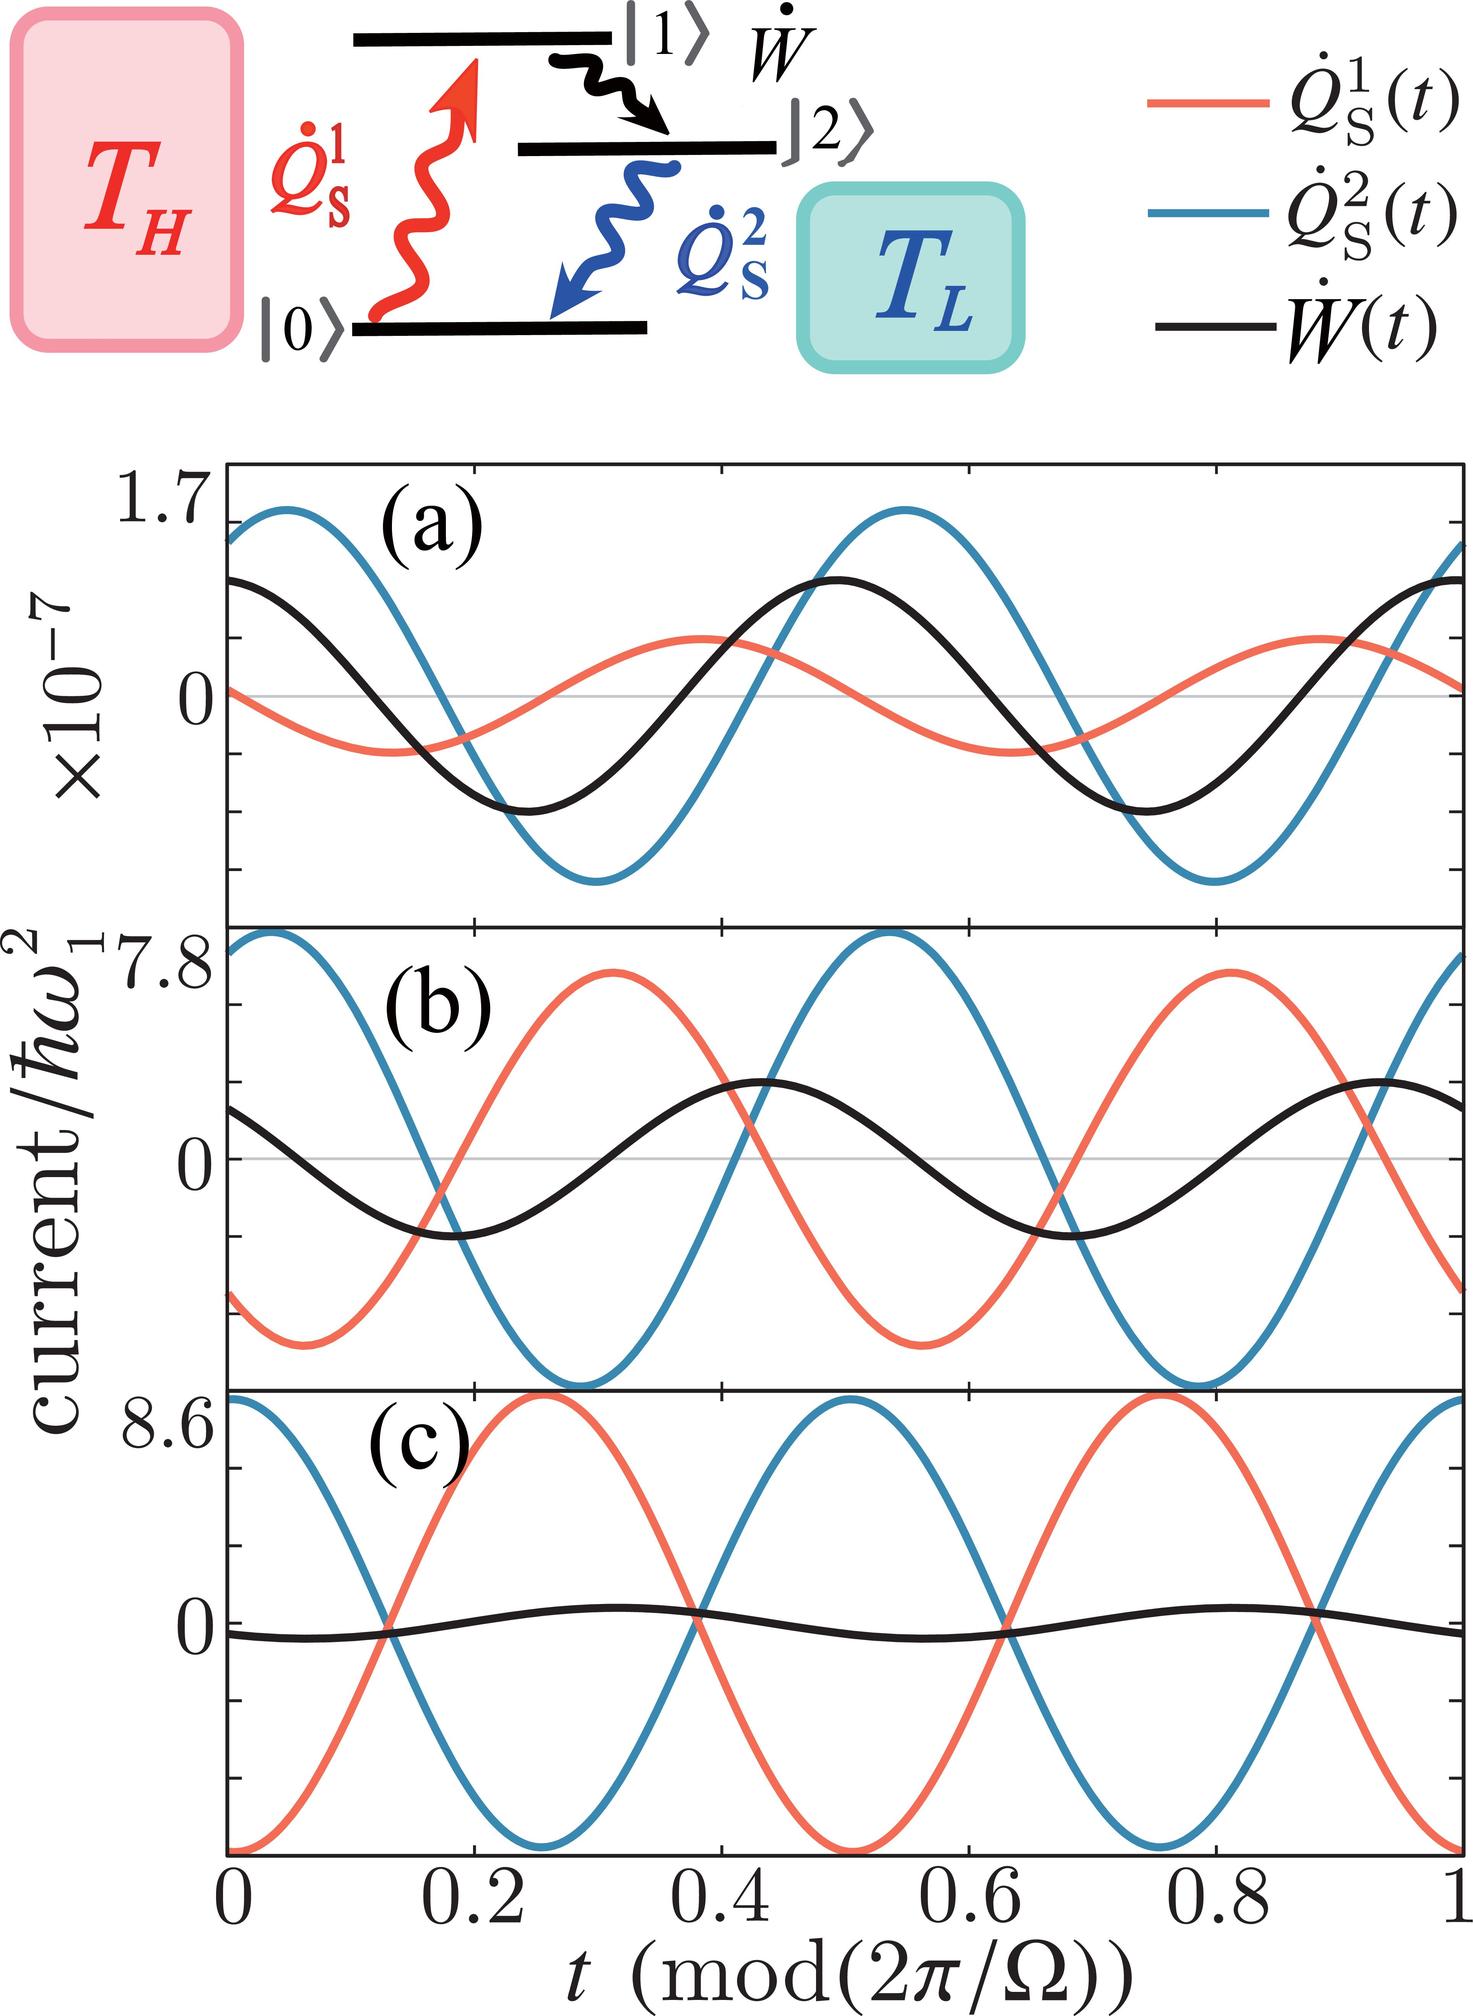 |1⟩ Ẇ
T_H Q̇_S^1 |2⟩
|0⟩ Q̇_S^2 T_L
Q̇_S^1(t)
Q̇_S^2(t)
Ẇ(t)
current/ħω_1^2 ×10^−7
1.7
(a)
0
7.8
(b)
0
8.6
(c)
0
0 0.2 0.4 0.6 0.8 1
t (mod(2π/Ω))